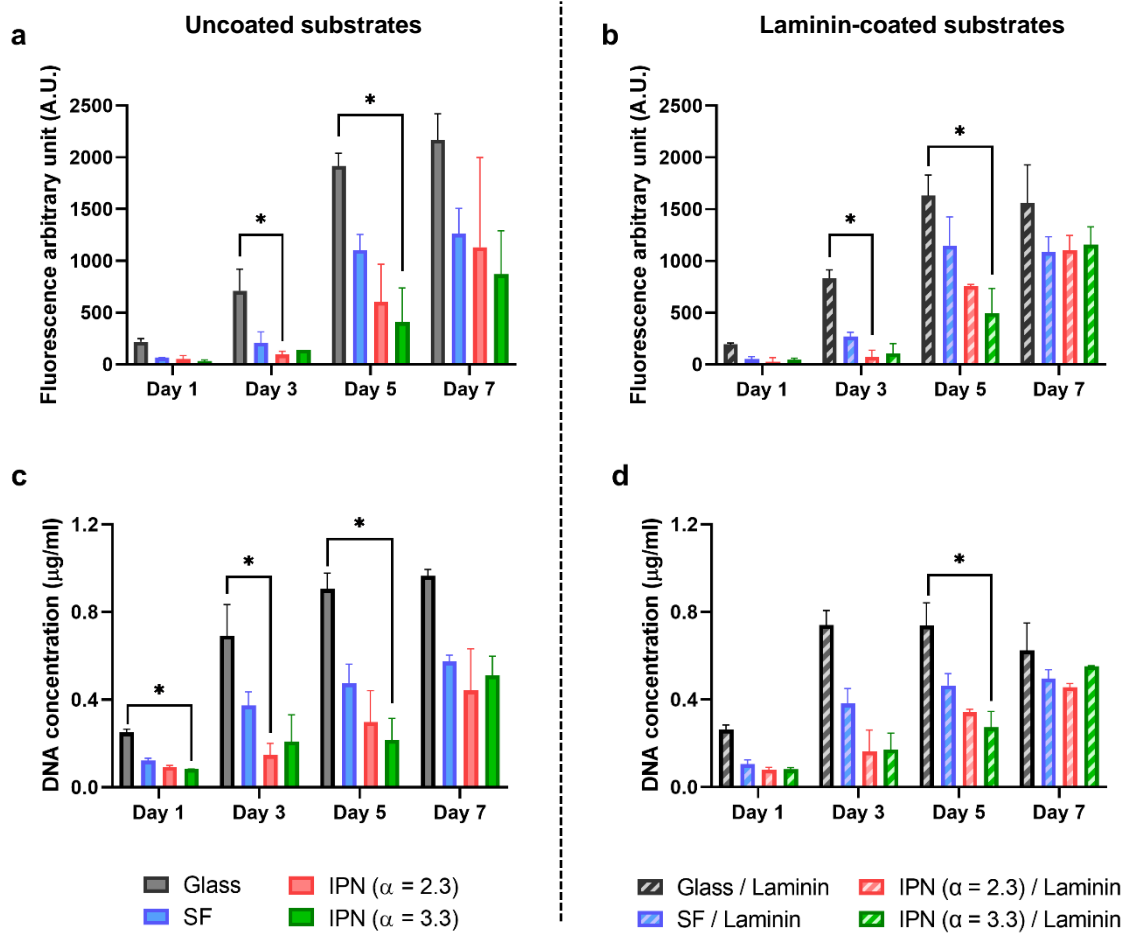 Uncoated substrates
Laminin-coated substrates
a
Fluorescence arbitrary unit (A.U.)
2500
2000
1500
1000
500
0
*
*
Day 1 Day 3 Day 5 Day 7
b
Fluorescence arbitrary unit (A.U.)
2500
2000
1500
1000
500
0
*
*
Day 1 Day 3 Day 5 Day 7
c
DNA concentration (μg/ml)
1.2
0.8
0.4
0.0
*
*
*
Day 1 Day 3 Day 5 Day 7
d
DNA concentration (μg/ml)
1.2
0.8
0.4
0.0
*
Day 1 Day 3 Day 5 Day 7
Glass IPN (α = 2.3)
SF IPN (α = 3.3)
Glass / Laminin IPN (α = 2.3) / Laminin
SF / Laminin IPN (α = 3.3) / Laminin